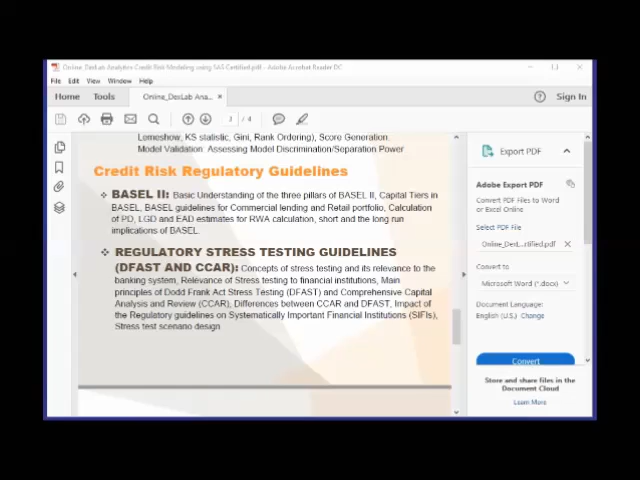 Online_DexLab Analytics-Credit Risk Modeling using SAS Certified.pdf - Adobe Acrobat Reader DC
File Edit View Window Help
Home Tools Online_DexLab Ana... × Sign In
/ 4
Export PDF
Lemeshow, KS statistic, Gini, Rank Ordering), Score Generation.
Model Validation: Assessing Model Discrimination/Separation Power
Credit Risk Regulatory Guidelines
BASEL II: Basic Understanding of the three pillars of BASEL II, Capital Tiers in
BASEL, BASEL guidelines for Commercial lending and Retail portfolio, Calculation
of PD, LGD and EAD estimates for RWA calculation, short and the long run
implications of BASEL.
REGULATORY STRESS TESTING GUIDELINES
(DFAST AND CCAR): Concepts of stress testing and its relevance to the
banking system, Relevance of Stress testing to financial institutions, Main
principles of Dodd Frank Act Stress Testing (DFAST) and Comprehensive Capital
Analysis and Review (CCAR), Differences between CCAR and DFAST, Impact of
the Regulatory guidelines on Systematically Important Financial Institutions (SIFIs),
Stress test scenario design
Adobe Export PDF
Convert PDF Files to Word
or Excel Online
Select PDF File
Online_DexL...rtified.pdf ×
Convert to
Microsoft Word (*.docx)
Document Language:
English (U.S.) Change
Convert
Store and share files in the
Document Cloud
Learn More